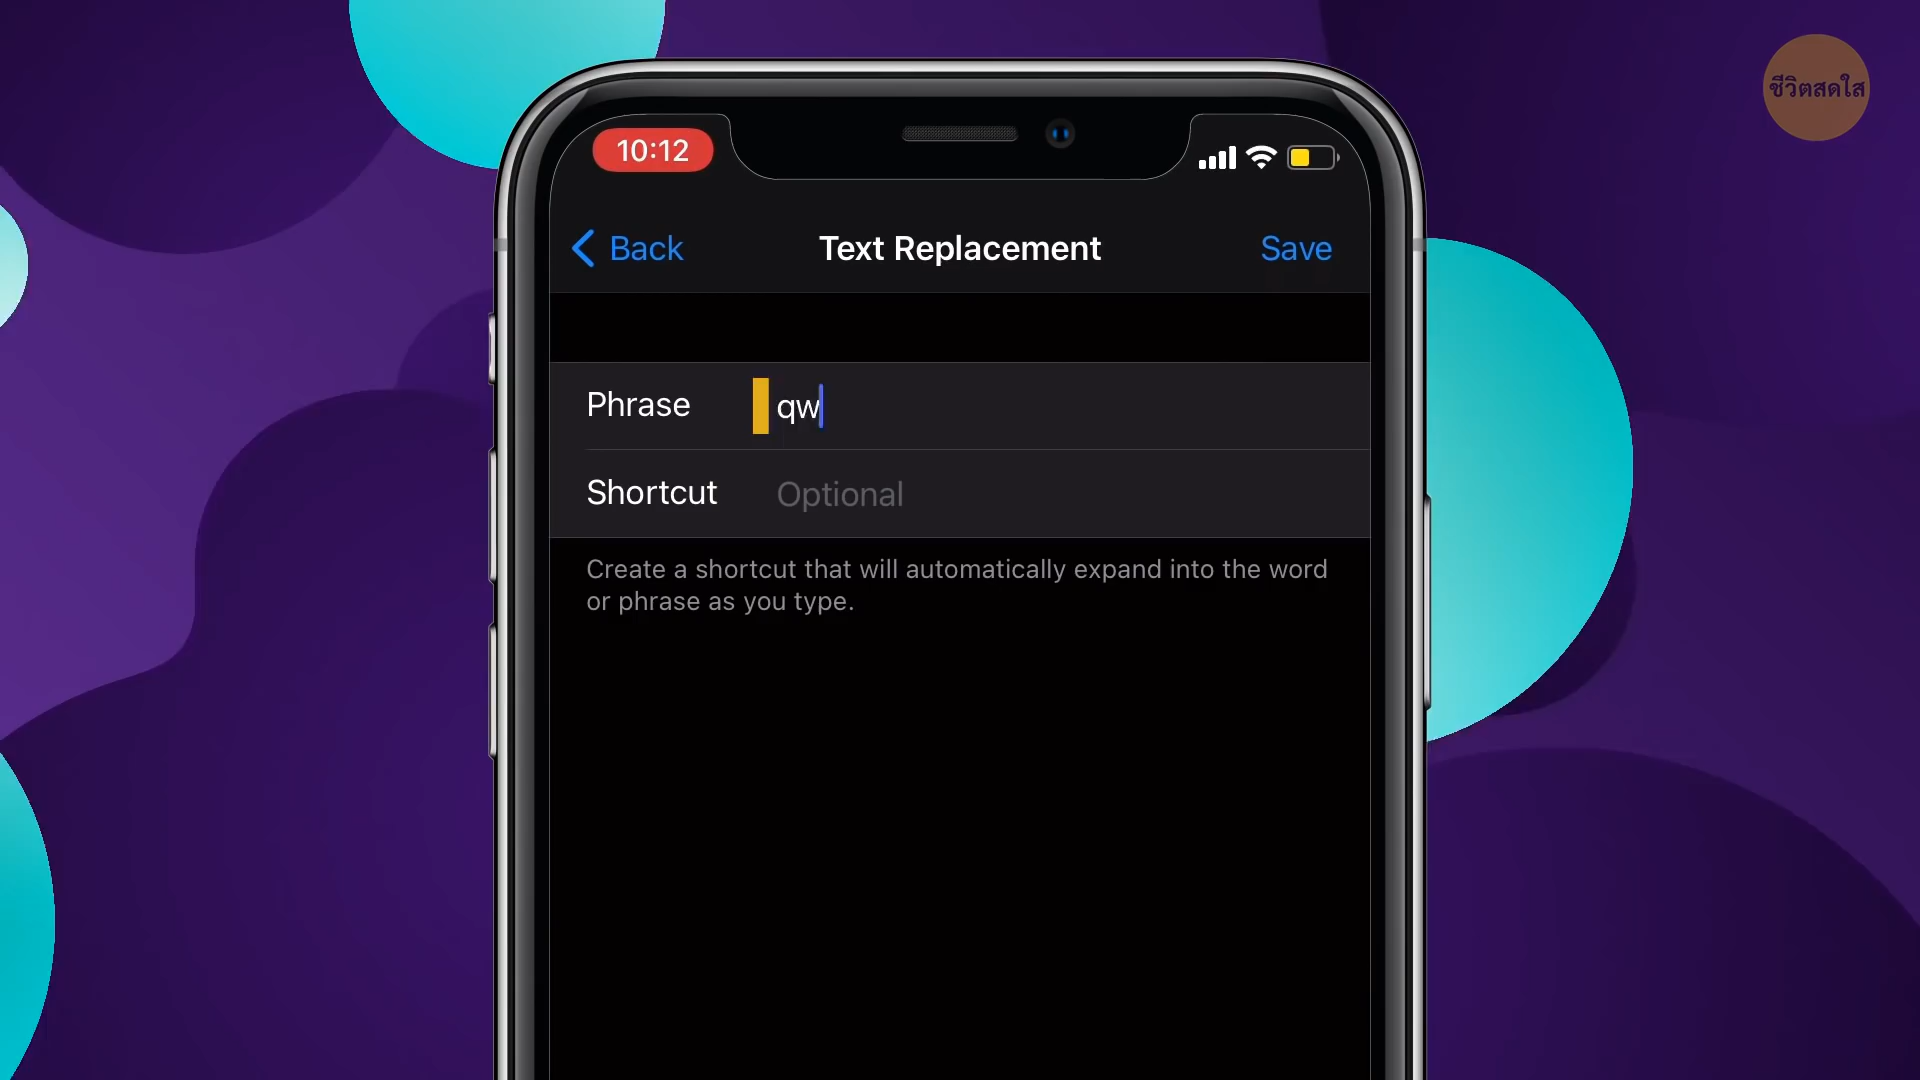 ชีวิตสดใส
10:12
Back Text Replacement Save
Phrase qw
Shortcut Optional
Create a shortcut that will automatically expand into the word
or phrase as you type.